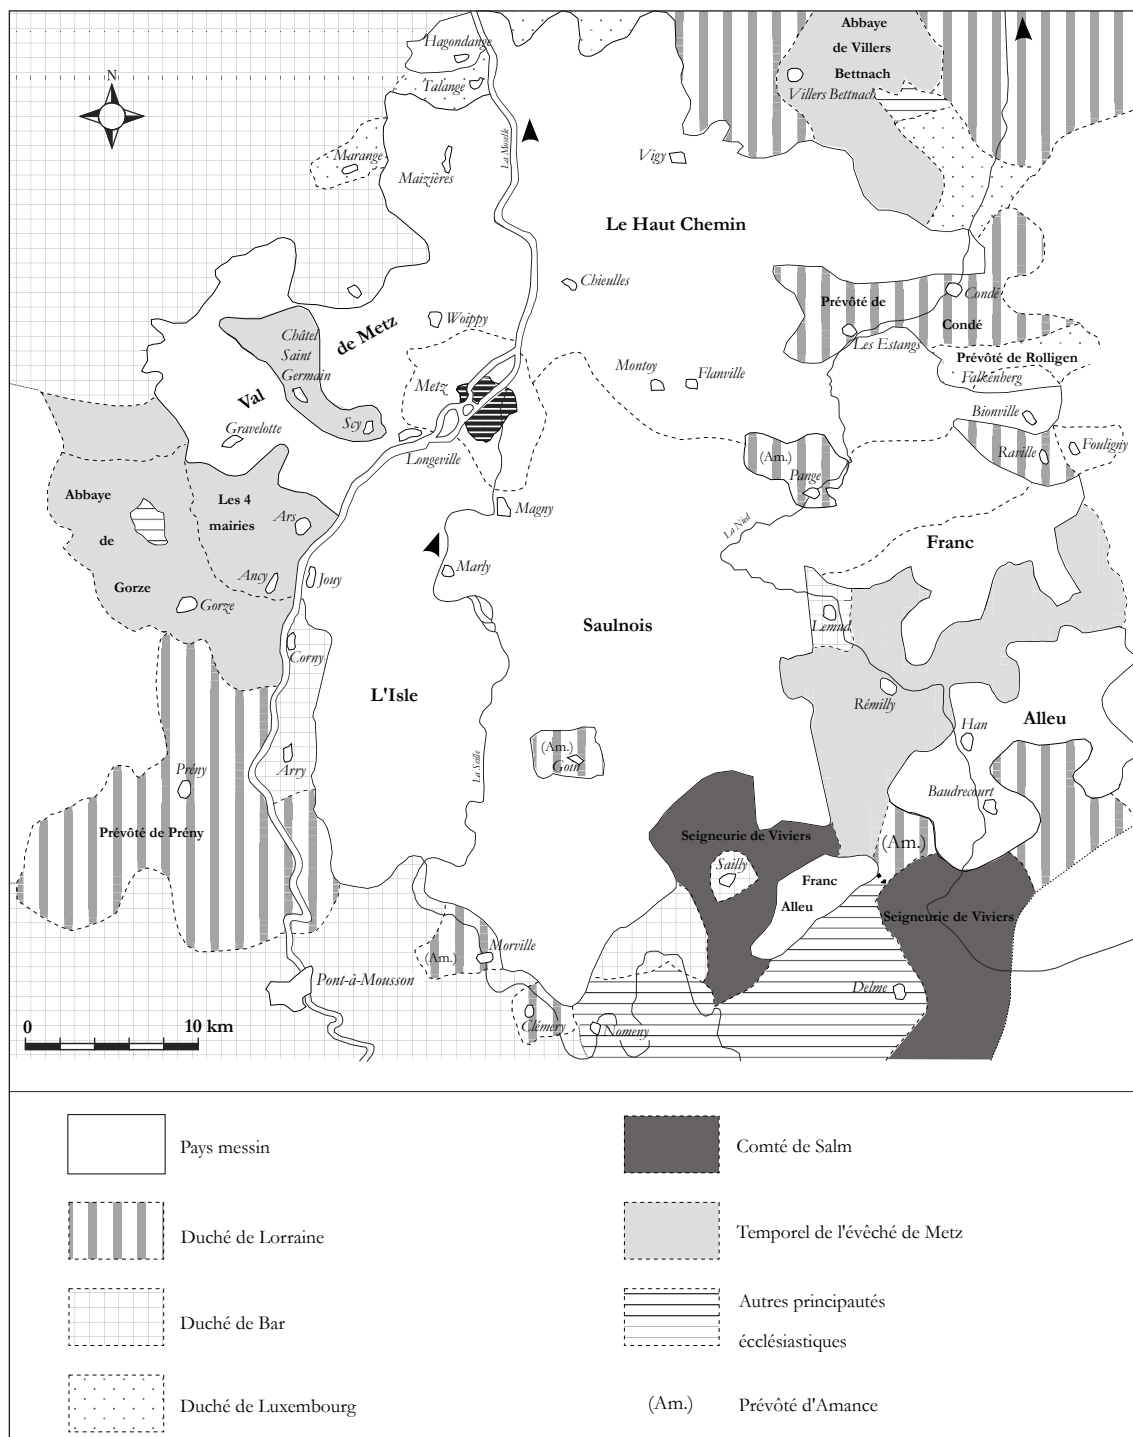 Hagondange
Talange
N
Marange
Maizières
La Moselle
Abbaye
de Villers
Bettnach
Villers Bettnach
Vigy
Le Haut Chemin
Chieulles
Woippy
de Metz
Châtel
Saint
Germain
Val
Gravelotte
Scy
Metz
Longeville
Montoy
Flanville
Prévôté de
Condé
Condé
Les Estangs
Prévôté de Rolligen
Falkenberg
Bionville
Raville
Fouligny
(Am.)
Pange
La Nied
Franc
Abbaye
de
Gorze
Les 4
mairies
Ars
Ancy
Gorze
Jouy
Magny
Marly
Corny
L'Isle
Saulnois
Lemud
Rémilly
Alleu
Han
Baudrecourt
(Am.)
Goin
La Seille
Arry
Prény
Prévôté de Prény
Seigneurie de Viviers
Sailly
Franc
Alleu
(Am.)
Seigneurie de Viviers
(Am.)
Morville
Pont-à-Mousson
Clémery
Nomeny
Delme
0 10 km
Pays messin
Duché de Lorraine
Duché de Bar
Duché de Luxembourg
Comté de Salm
Temporel de l'évêché de Metz
Autres principautés
écclésiastiques
(Am.) Prévôté d'Amance